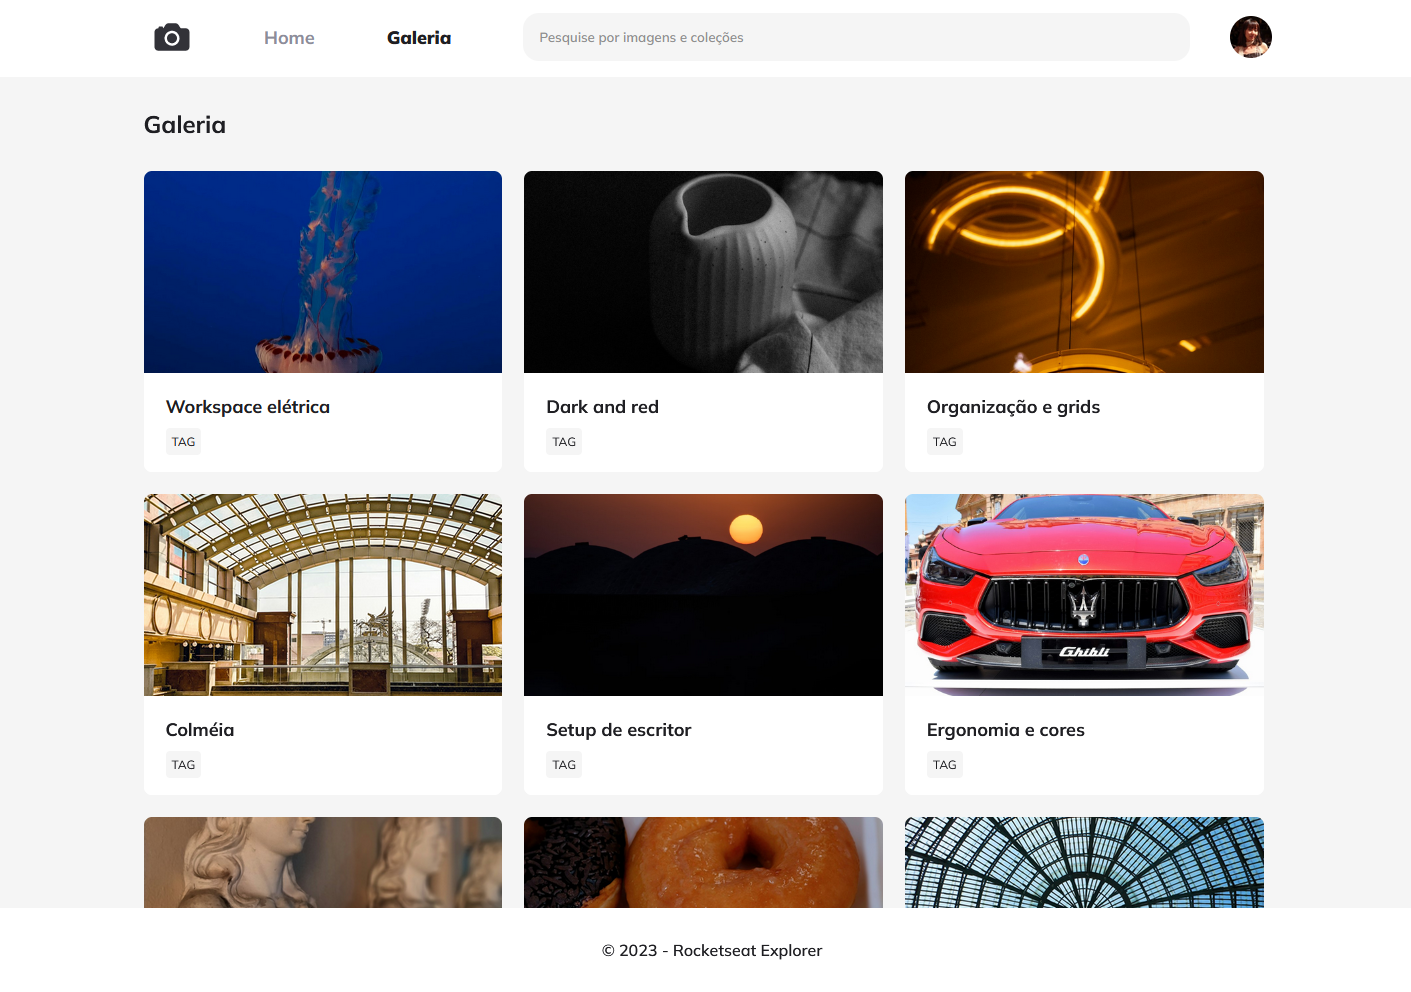 Home
Galeria
Pesquise por imagens e coleções
Galeria
Workspace elétrica
TAG
Dark and red
TAG
Organização e grids
TAG
Colméia
TAG
Setup de escritor
TAG
Ghibli
Ergonomia e cores
TAG
© 2023 - Rocketseat Explorer